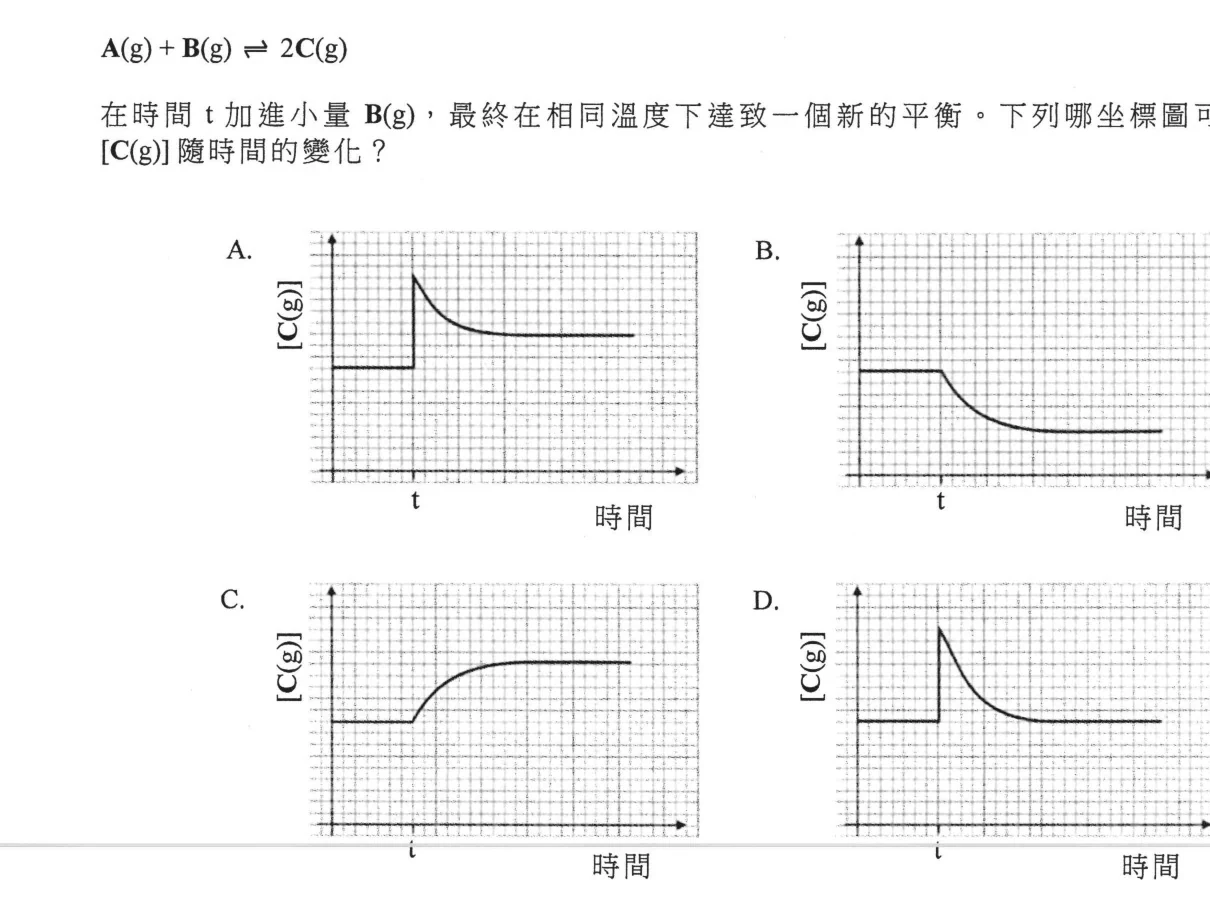 A(g) + B(g) ⇌ 2C(g)
在時間 t 加進小量 B(g),最終在相同溫度下達致一個新的平衡。下列哪坐標圖可
[C(g)] 隨時間的變化?
A.
[C(g)]
t
時間
B.
[C(g)]
t
時間
C.
[C(g)]
時間
D.
[C(g)]
時間